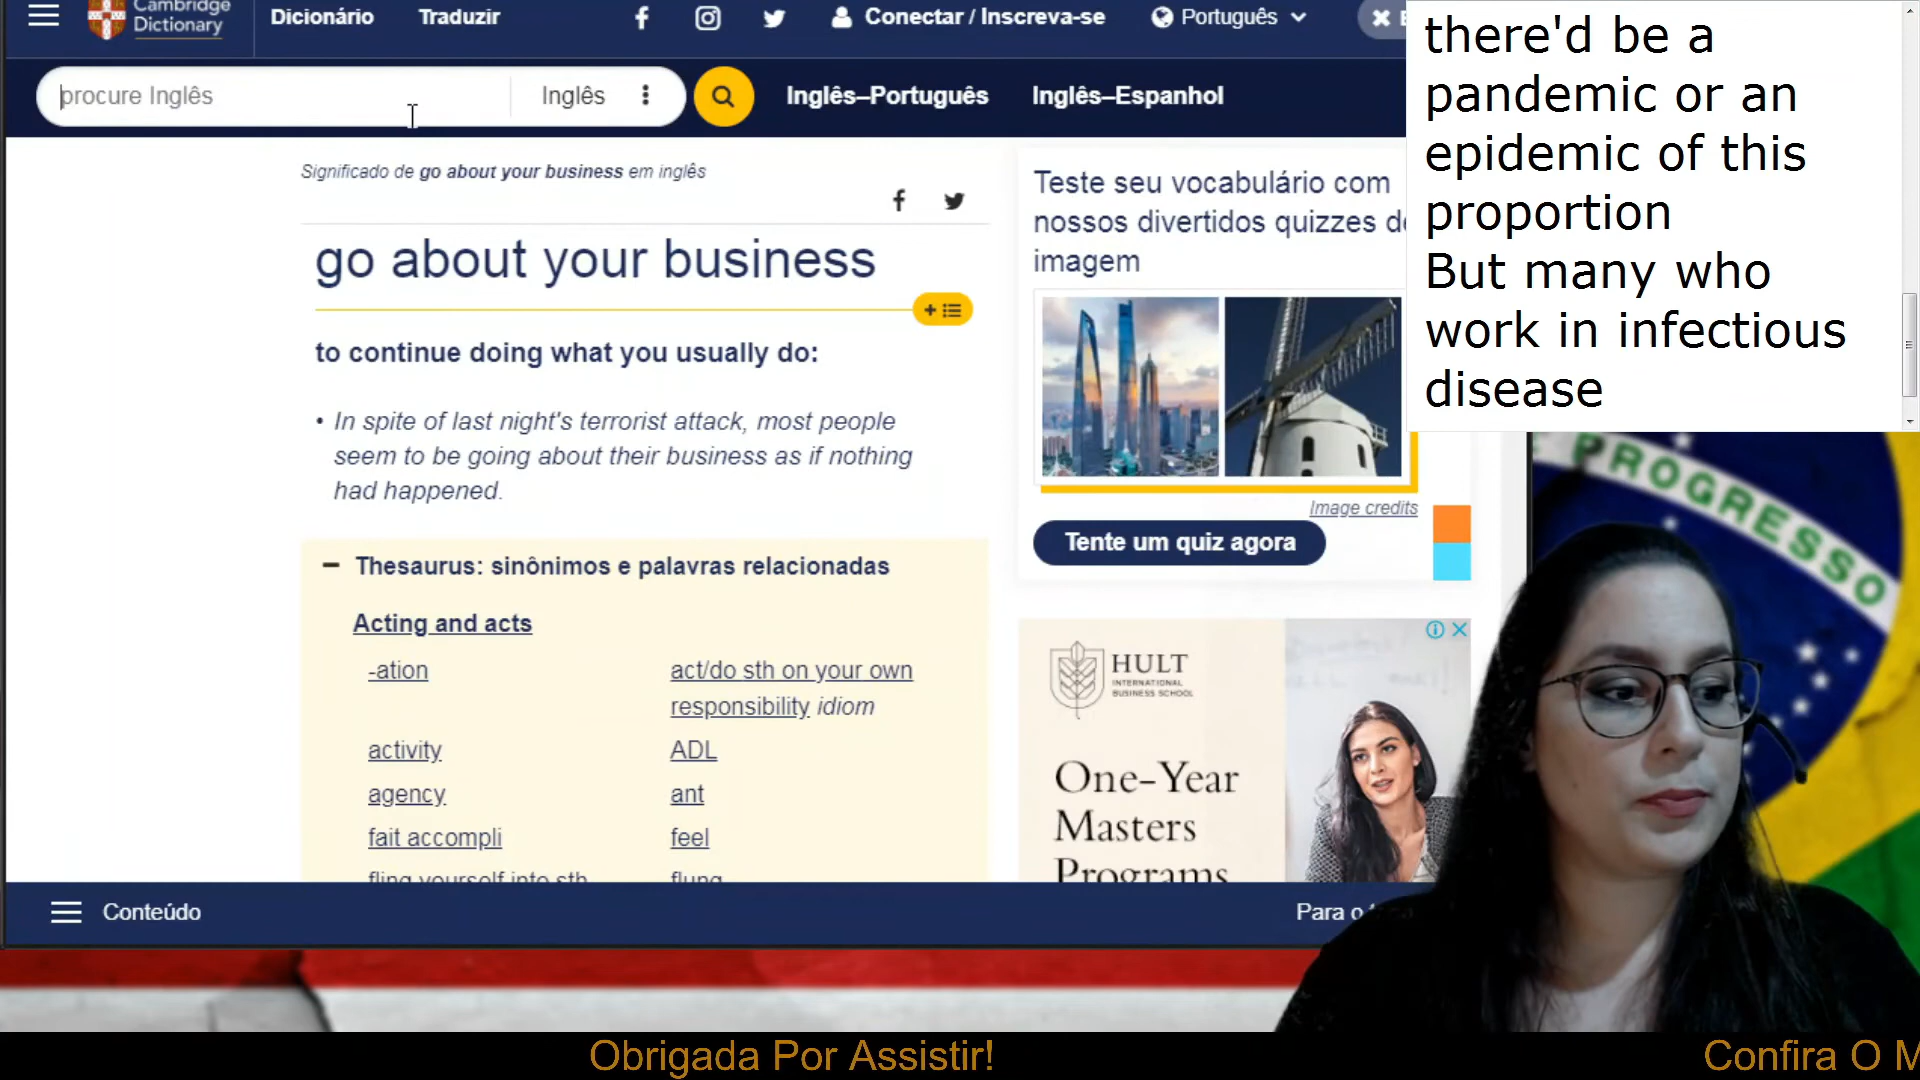 Cambridge
Dictionary
Dicionário
Traduzir
Conectar / Inscreva-se
Português
procure Inglês
Inglês
Inglês–Português
Inglês–Espanhol
Significado de go about your business em inglês
go about your business
to continue doing what you usually do:
• In spite of last night's terrorist attack, most people
seem to be going about their business as if nothing
had happened.
Thesaurus: sinônimos e palavras relacionadas
Acting and acts
-ation
act/do sth on your own
responsibility idiom
activity
ADL
agency
ant
fait accompli
feel
fling yourself into sth
flung
Teste seu vocabulário com
nossos divertidos quizzes de
imagem
Image credits
Tente um quiz agora
HULT
INTERNATIONAL
BUSINESS SCHOOL
One-Year
Masters
Programs
Conteúdo
Para o
there'd be a
pandemic or an
epidemic of this
proportion
But many who
work in infectious
disease
E PROGRESSO
Obrigada Por Assistir!
Confira O M